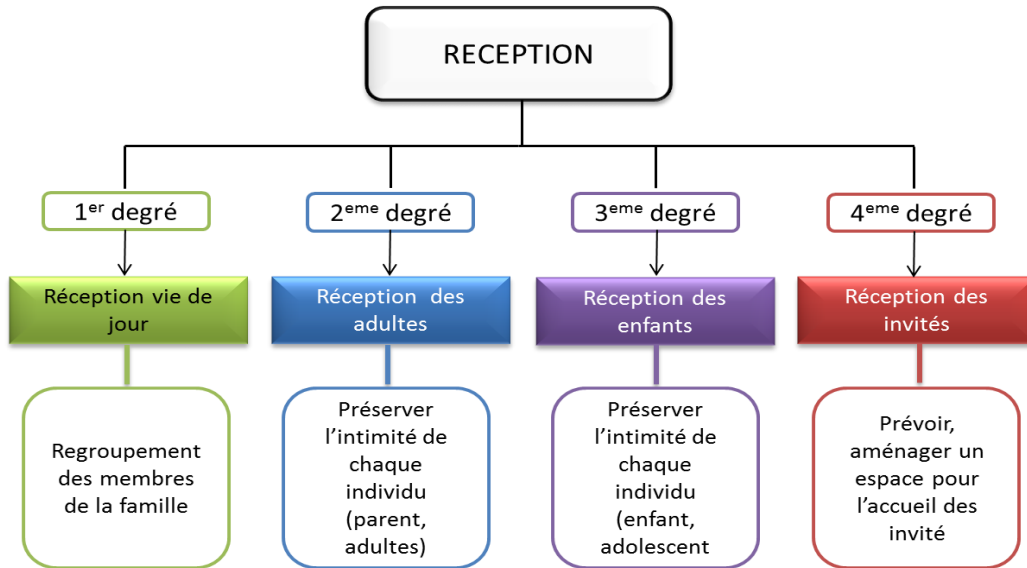 RECEPTION
1er degré
2eme degré
3eme degré
4eme degré
Réception vie de
jour
Réception des
adultes
Réception des
enfants
Réception des
invités
Regroupement
des membres
de la famille
Préserver
l'intimité de
chaque
individu
(parent,
adultes)
Préserver
l'intimité de
chaque
individu
(enfant,
adolescent
Prévoir,
aménager un
espace pour
l'accueil des
invité